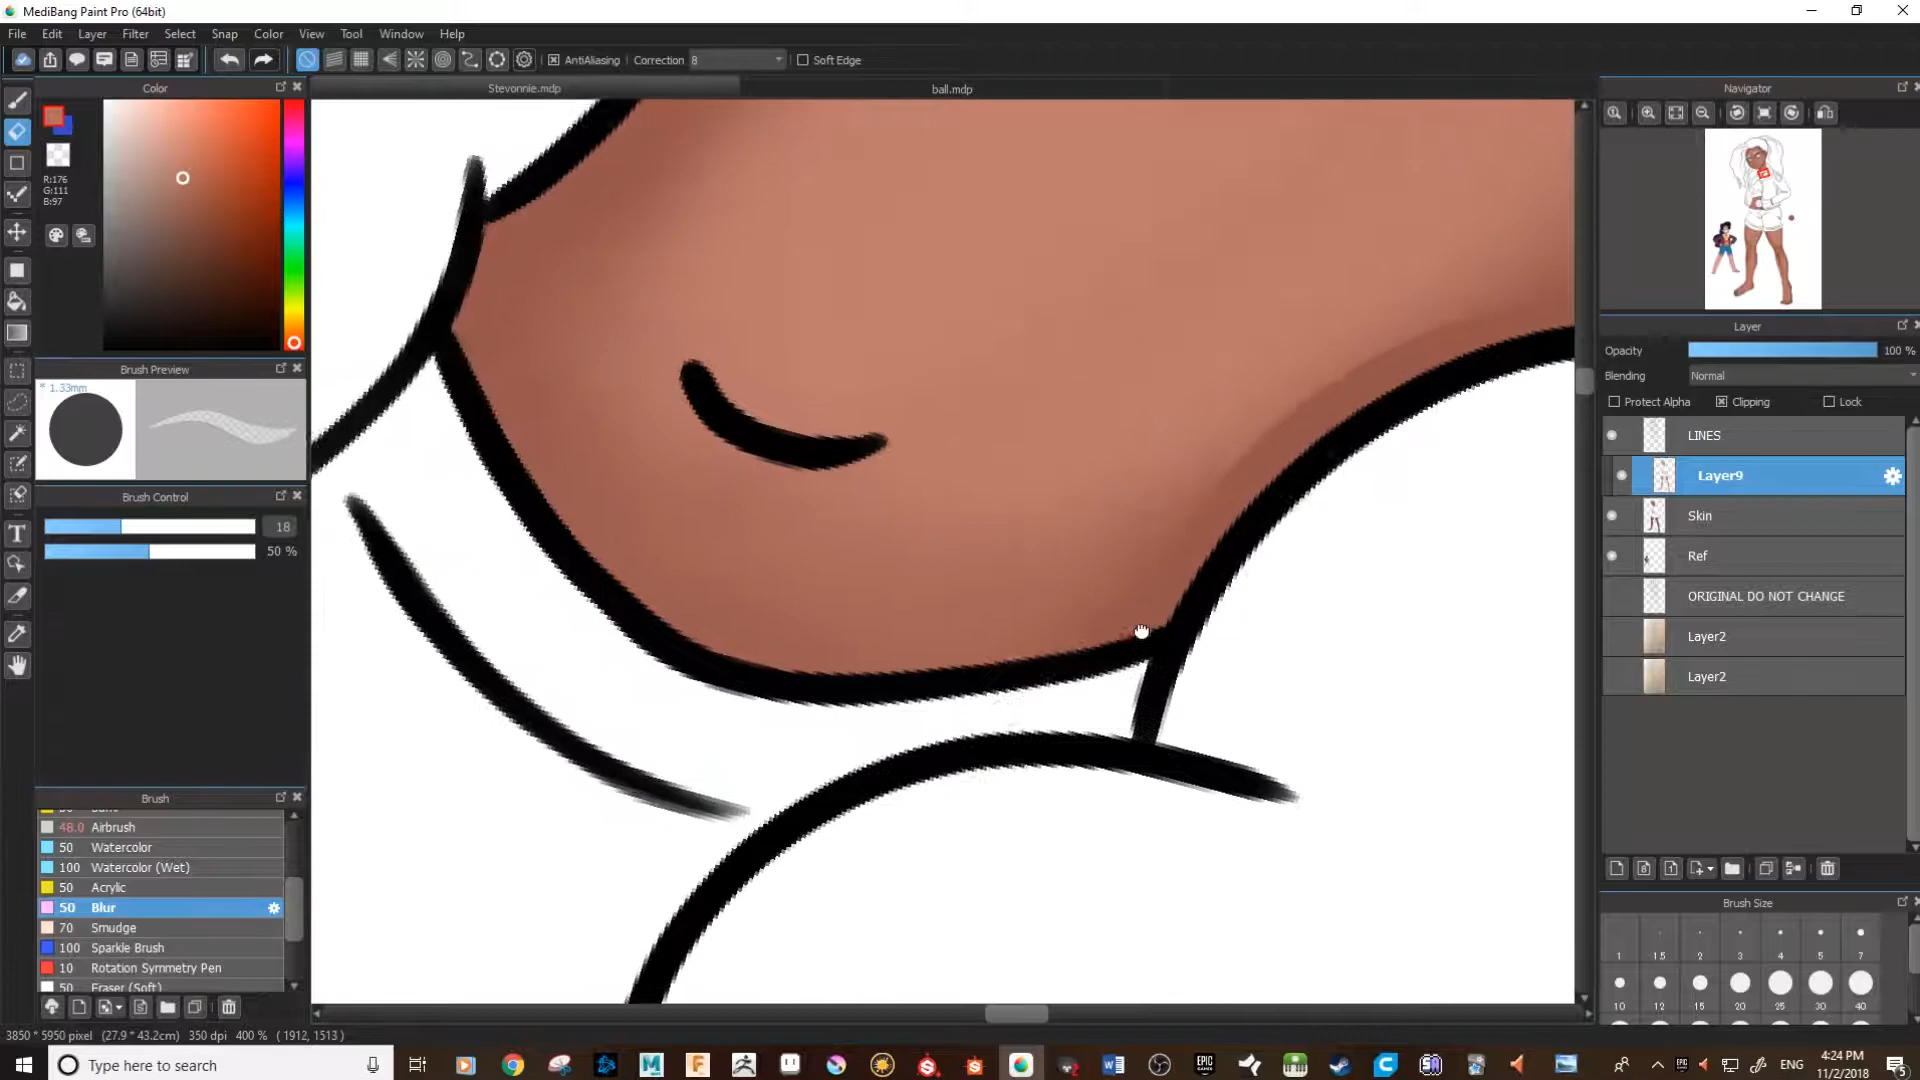 MediBang Paint Pro (64bit)
File Edit Layer Filter Select Snap Color View Tool Window Help
AntiAliasing Correction 8 Soft Edge
Color
Stevonnie.mdp
ball.mdp
Navigator
R:176
G:111
B:97
Layer
Opacity 100 %
Blending Normal
Protect Alpha Clipping Lock
LINES
Layer9
Skin
Ref
ORIGINAL DO NOT CHANGE
Layer2
Layer2
Brush Preview
* 1.33mm
Brush Control
18
50 %
Brush
48.0 Airbrush
50 Watercolor
100 Watercolor (Wet)
50 Acrylic
50 Blur
70 Smudge
100 Sparkle Brush
10 Rotation Symmetry Pen
50 Eraser (Soft)
Brush Size
1 1.5 2 3 4 5 7
10 12 15 20 25 30 40
3850 * 5950 pixel (27.9 * 43.2cm) 350 dpi 400 % ( 1912, 1513 )
Type here to search
ENG
4:24 PM
11/2/2018
5